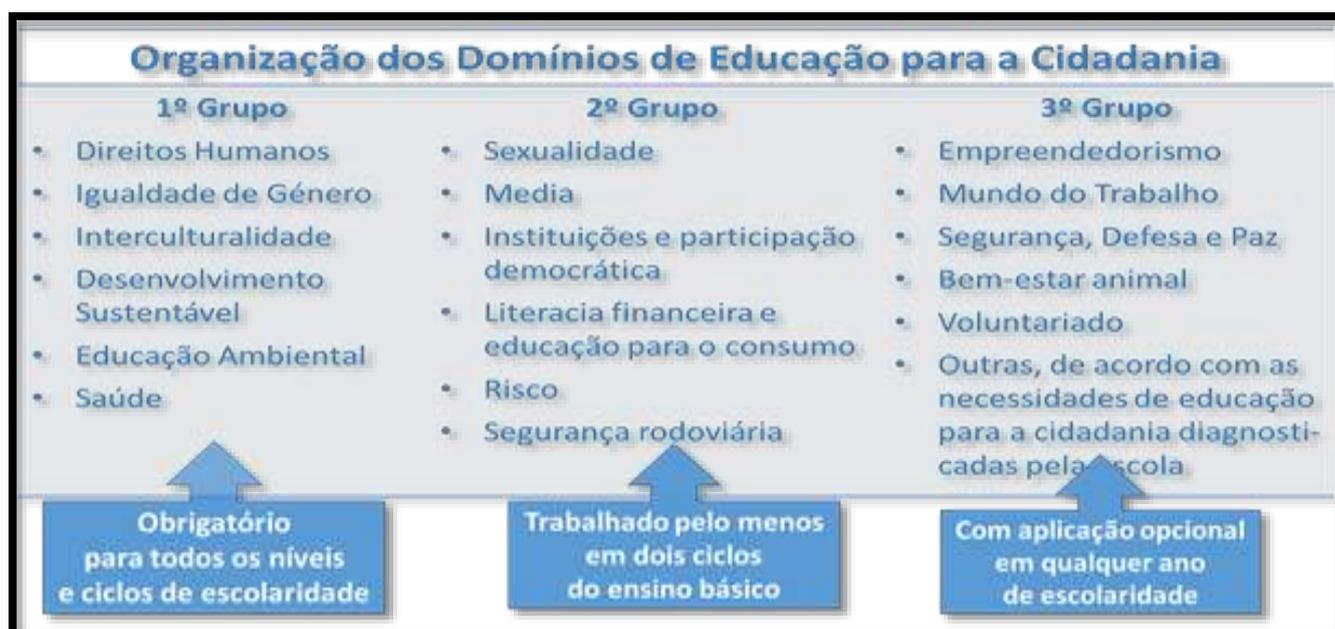 Organização dos Domínios de Educação para a Cidadania
1º Grupo
• Direitos Humanos
• Igualdade de Género
• Interculturalidade
• Desenvolvimento
Sustentável
• Educação Ambiental
• Saúde
Obrigatório
para todos os níveis
e ciclos de escolaridade
2º Grupo
• Sexualidade
• Media
• Instituições e participação
democrática
• Literacia financeira e
educação para o consumo
• Risco
• Segurança rodoviária
Trabalhado pelo menos
em dois ciclos
do ensino básico
3º Grupo
• Empreendedorismo
• Mundo do Trabalho
• Segurança, Defesa e Paz
• Bem-estar animal
• Voluntariado
• Outras, de acordo com as
necessidades de educação
para a cidadania diagnosti-
cadas pela escola
Com aplicação opcional
em qualquer ano
de escolaridade